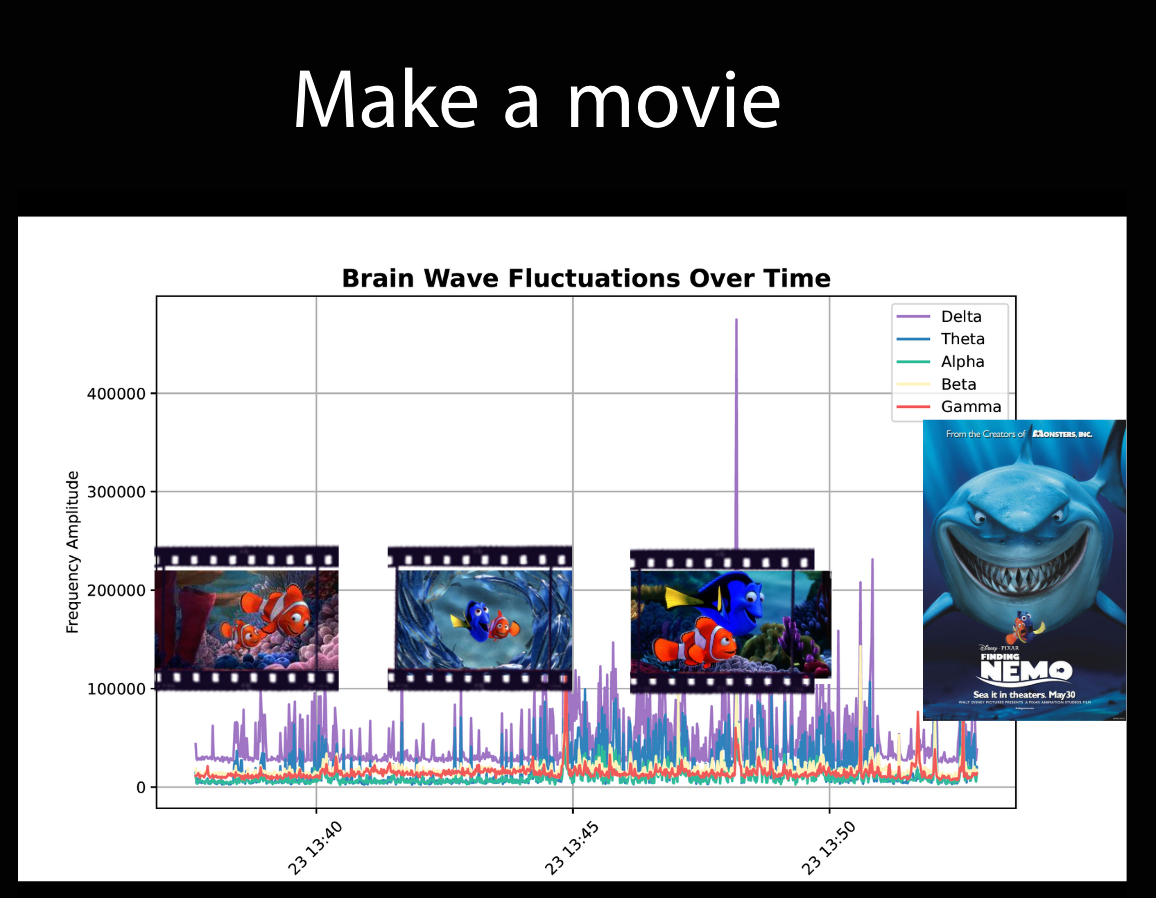 Make a movie
Brain Wave Fluctuations Over Time
Delta
Theta
Alpha
Beta
Gamma
Frequency Amplitude
400000
300000
200000
100000
0
23 13:40
23 13:45
23 13:50
From the Creators of MONSTERS, INC.
DISNEY · PIXAR
FINDING
NEMO
Sea it in theaters. May 30
WALT DISNEY PICTURES PRESENTS A PIXAR ANIMATION STUDIOS FILM